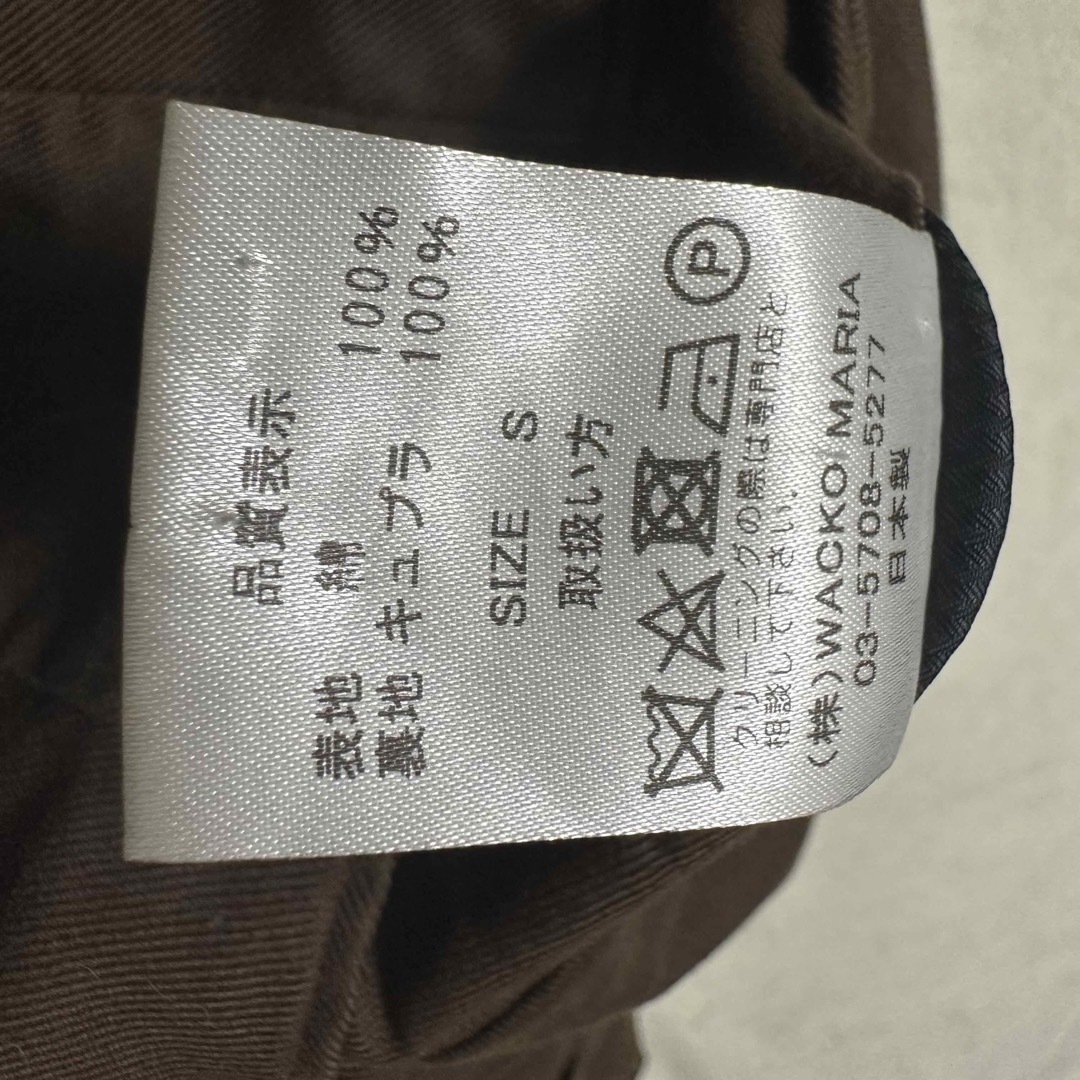 品質表示
表地 綿 100%
裏地 キュプラ 100%
SIZE S
取扱い方
P
クリーニングの際は専門店と
相談して下さい.
(株)WACKO MARIA
03-5708-5277
日本製